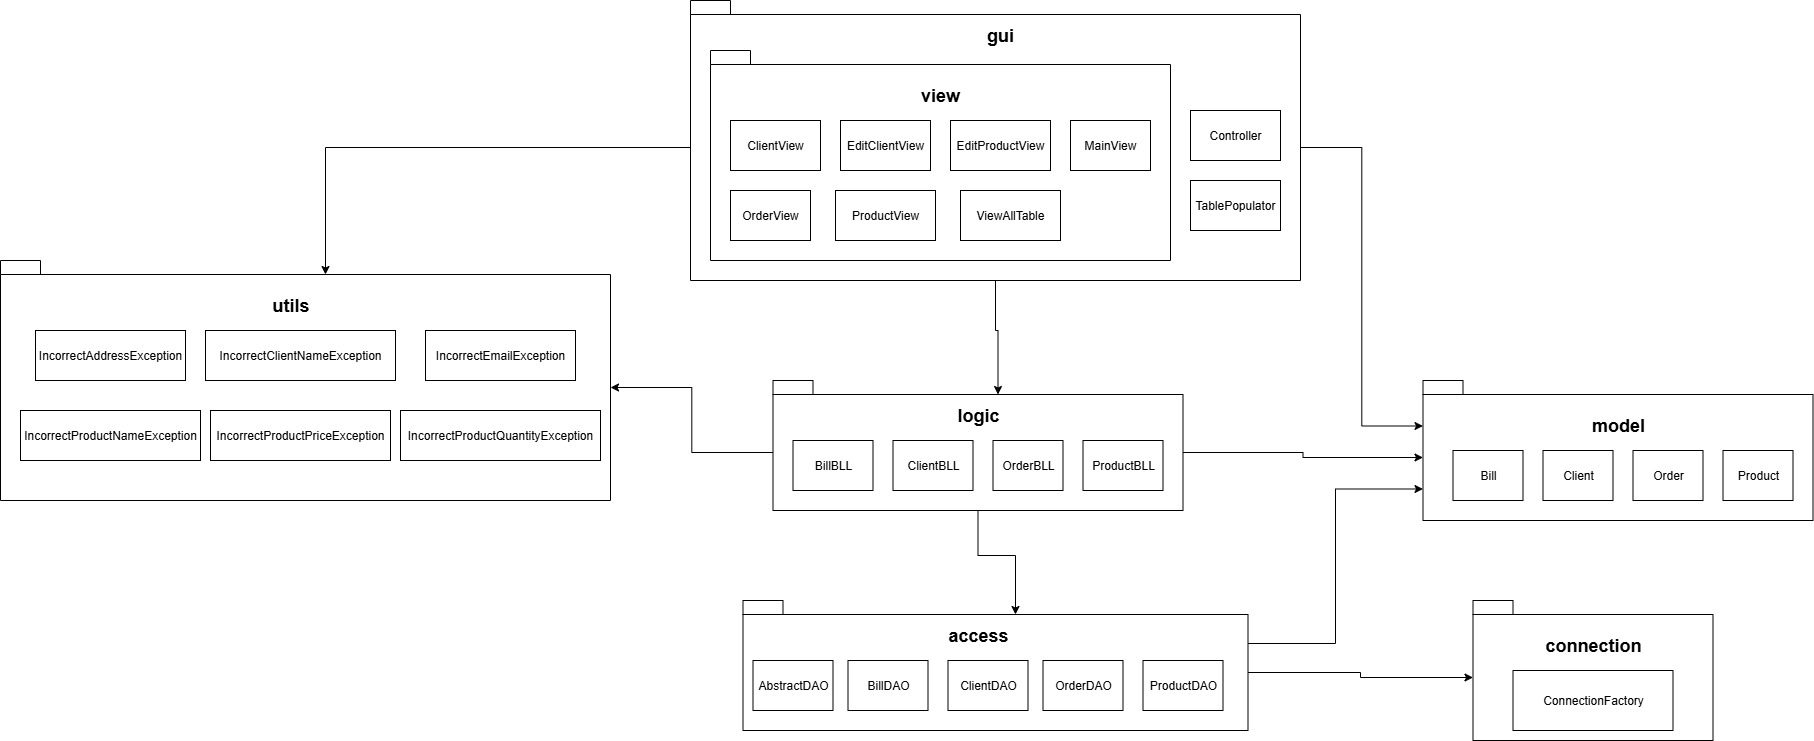 gui
view
ClientView
EditClientView
EditProductView
MainView
Controller
OrderView
ProductView
ViewAllTable
TablePopulator
utils
IncorrectAddressException
IncorrectClientNameException
IncorrectEmailException
IncorrectProductNameException
IncorrectProductPriceException
IncorrectProductQuantityException
logic
BillBLL
ClientBLL
OrderBLL
ProductBLL
model
Bill
Client
Order
Product
access
AbstractDAO
BillDAO
ClientDAO
OrderDAO
ProductDAO
connection
ConnectionFactory